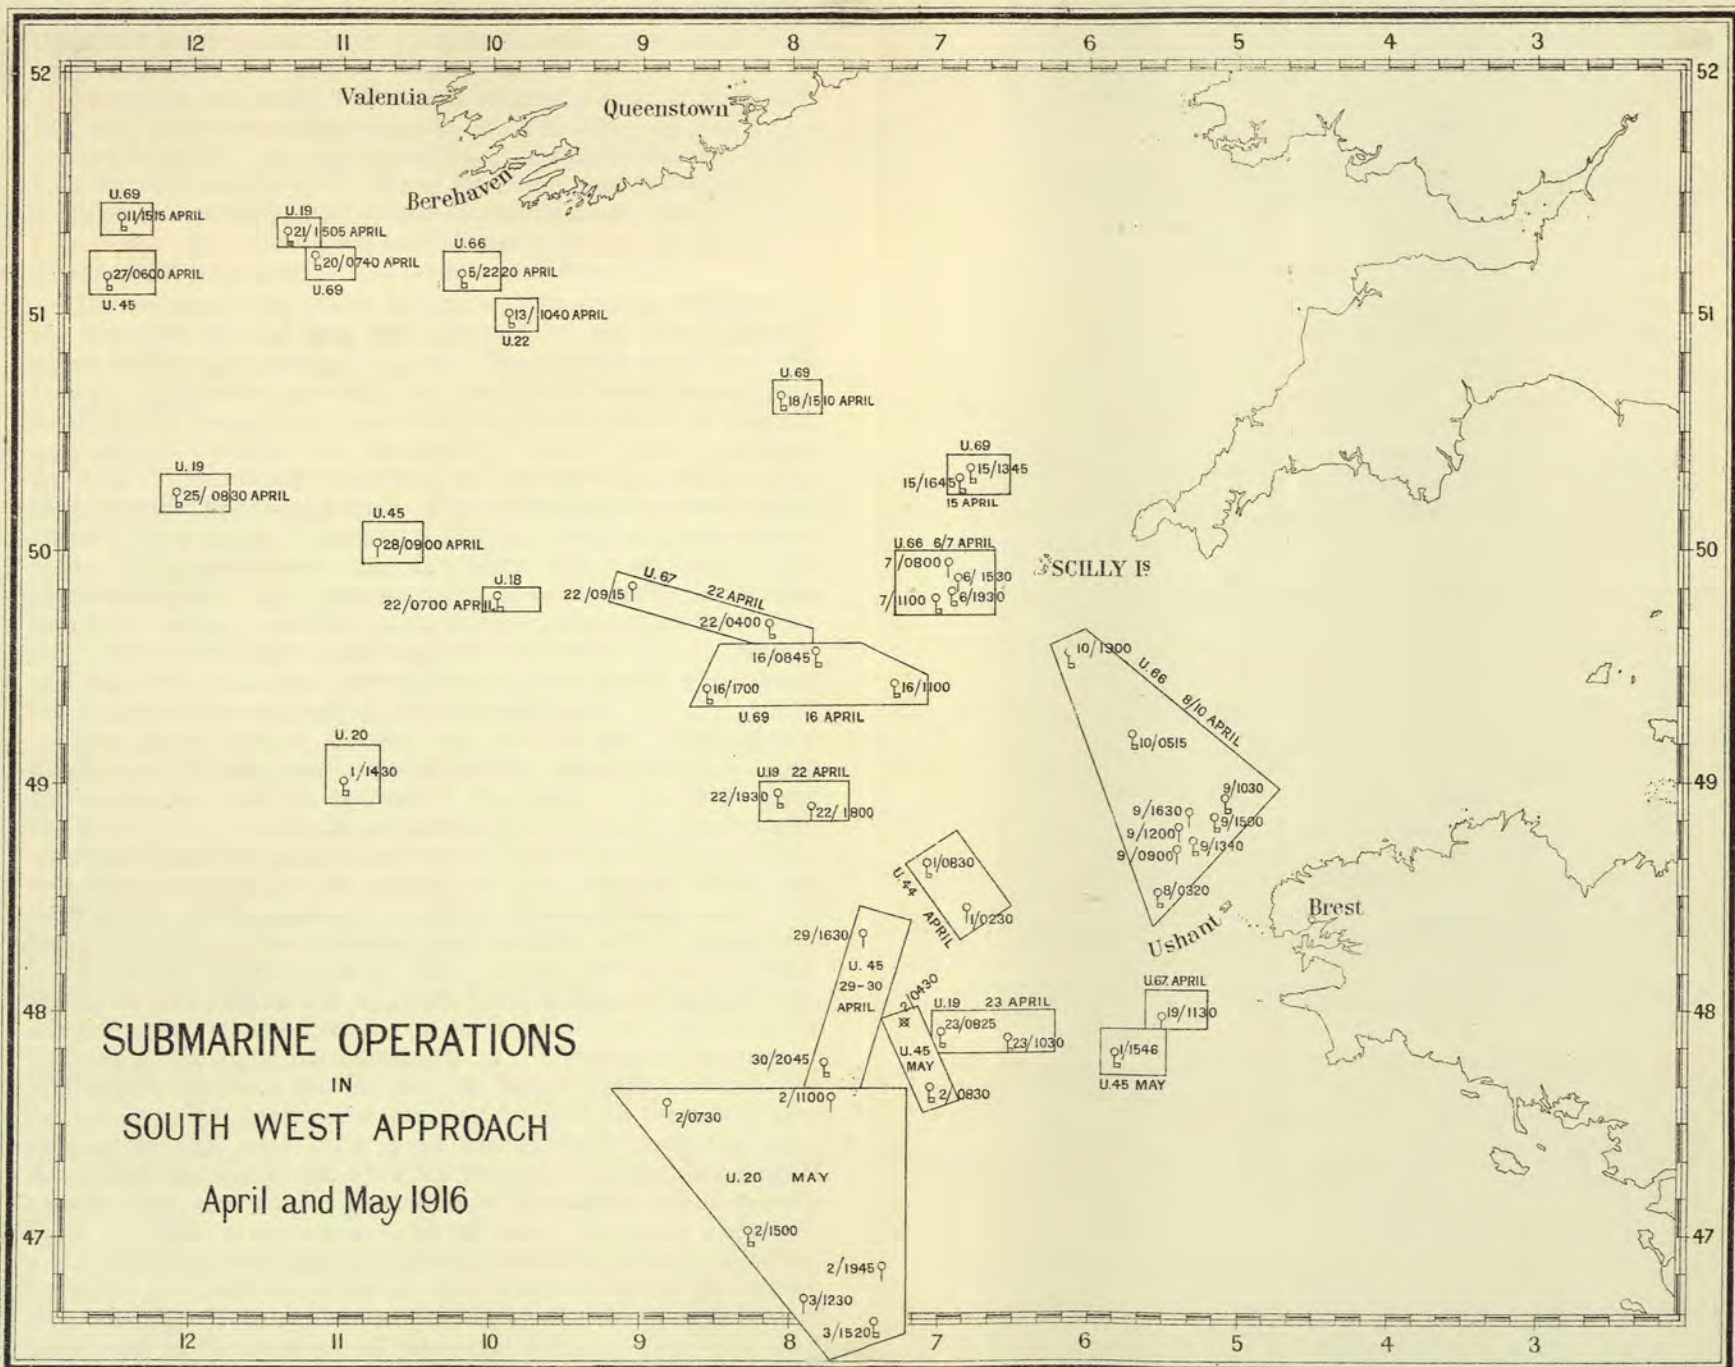 12 11 10 9 8 7 6 5 4 3
52 52
Valentia
Queenstown
Berehaven
U.69
11/1515 APRIL
U.19
21/1505 APRIL
20/0740 APRIL
U.69
U.66
5/2220 APRIL
27/0600 APRIL
U.45
13/1040 APRIL
U.22
51 51
U.69
18/1510 APRIL
U.69
15/1345
15/1645
15 APRIL
U.19
25/0830 APRIL
U.45
28/0900 APRIL
50 50
U.66 6/7 APRIL
7/0800
6/1530
7/1100
6/1930
SCILLY Is
U.18
22/0700 APRIL
U.67 22 APRIL
22/0915
22/0400
16/0845
16/1700
16/1100
U.69 16 APRIL
10/1900
U.66 8/10 APRIL
10/0515
U.20
1/1430
49 49
U.19 22 APRIL
22/1930
22/1800
9/1030
9/1630
9/1500
9/1200
9/1340
9/0900
8/0320
1/0830
U.44 APRIL
1/0230
Ushant
Brest
29/1630
U.45
29-30
APRIL
30/2045
2/0430
U.19 23 APRIL
23/0825
23/1030
U.45
MAY
2/0830
U.67. APRIL
19/1130
1/1546
U.45 MAY
48 48
SUBMARINE OPERATIONS
IN
SOUTH WEST APPROACH
April and May 1916
2/1100
2/0730
U.20 MAY
2/1500
2/1945
3/1230
3/1520
47 47
12 11 10 9 8 7 6 5 4 3